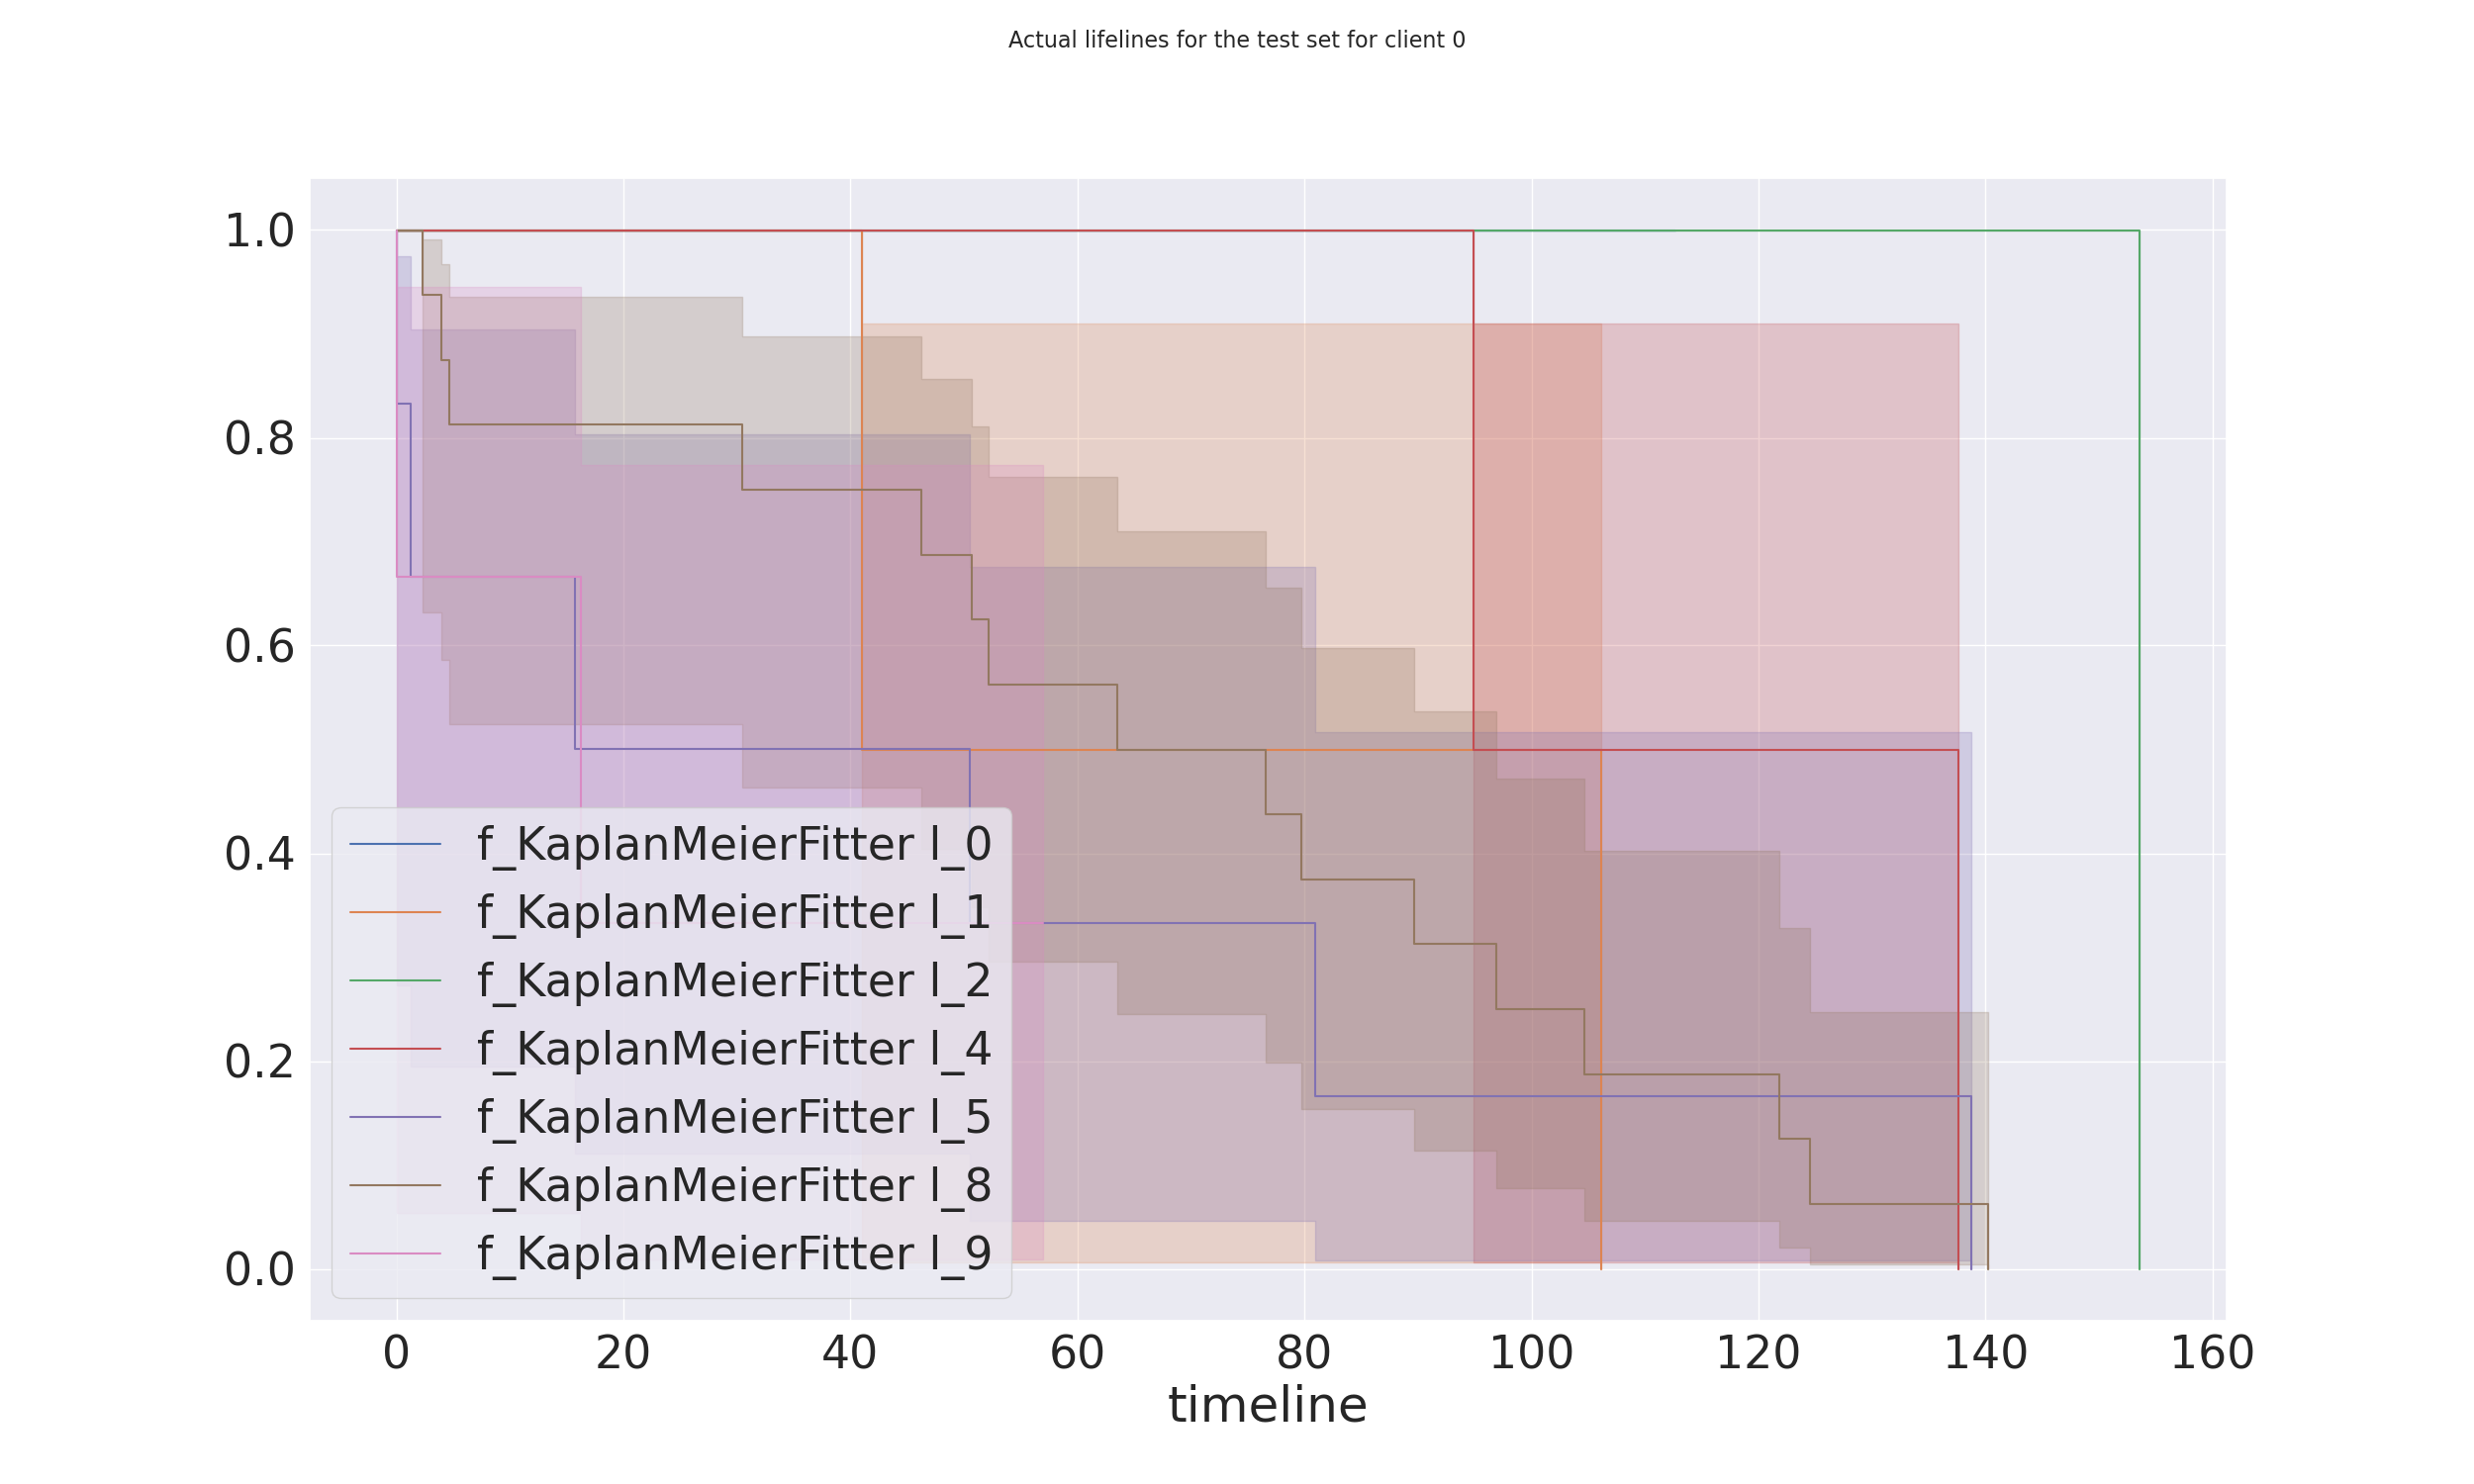 Actual lifelines for the test set for client 0
1.0
0.8
0.6
0.4
0.2
0.0
f_KaplanMeierFitter l_0
f_KaplanMeierFitter l_1
f_KaplanMeierFitter l_2
f_KaplanMeierFitter l_4
f_KaplanMeierFitter l_5
f_KaplanMeierFitter l_8
f_KaplanMeierFitter l_9
0 20 40 60 80 100 120 140 160
timeline